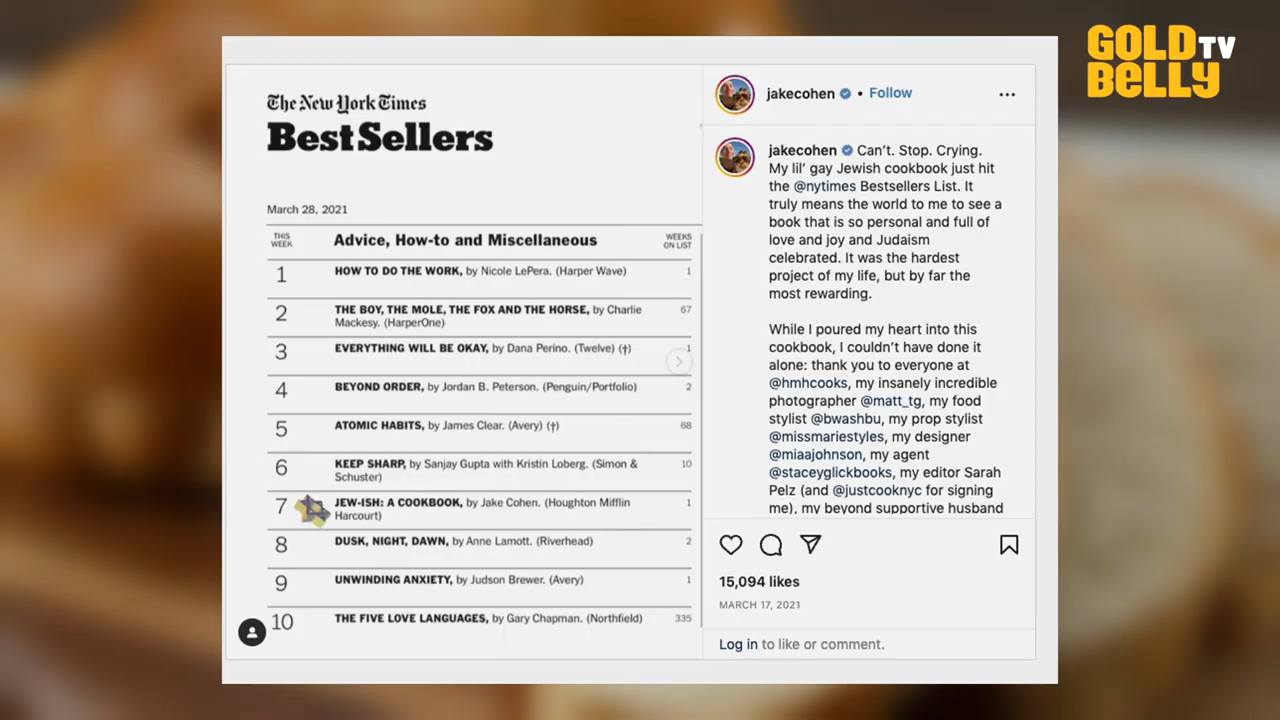 GOLD TV
BELLY
The New York Times
Best Sellers
March 28, 2021
THIS WEEK Advice, How-to and Miscellaneous WEEKS ON LIST
1 HOW TO DO THE WORK, by Nicole LePera. (Harper Wave) 1
2 THE BOY, THE MOLE, THE FOX AND THE HORSE, by Charlie 67
Mackesy. (HarperOne)
3 EVERYTHING WILL BE OKAY, by Dana Perino. (Twelve) (†) 1
4 BEYOND ORDER, by Jordan B. Peterson. (Penguin/Portfolio) 2
5 ATOMIC HABITS, by James Clear. (Avery) (†) 68
6 KEEP SHARP, by Sanjay Gupta with Kristin Loberg. (Simon & 10
Schuster)
7 JEW-ISH: A COOKBOOK, by Jake Cohen. (Houghton Mifflin 1
Harcourt)
8 DUSK, NIGHT, DAWN, by Anne Lamott. (Riverhead) 2
9 UNWINDING ANXIETY, by Judson Brewer. (Avery) 1
10 THE FIVE LOVE LANGUAGES, by Gary Chapman. (Northfield) 335
jakecohen • Follow
jakecohen Can't. Stop. Crying.
My lil' gay Jewish cookbook just hit
the @nytimes Bestsellers List. It
truly means the world to me to see a
book that is so personal and full of
love and joy and Judaism
celebrated. It was the hardest
project of my life, but by far the
most rewarding.
While I poured my heart into this
cookbook, I couldn't have done it
alone: thank you to everyone at
@hmhcooks, my insanely incredible
photographer @matt_tg, my food
stylist @bwashbu, my prop stylist
@missmariestyles, my designer
@miaajohnson, my agent
@staceyglickbooks, my editor Sarah
Pelz (and @justcooknyc for signing
me), my beyond supportive husband
15,094 likes
MARCH 17, 2021
Log in to like or comment.